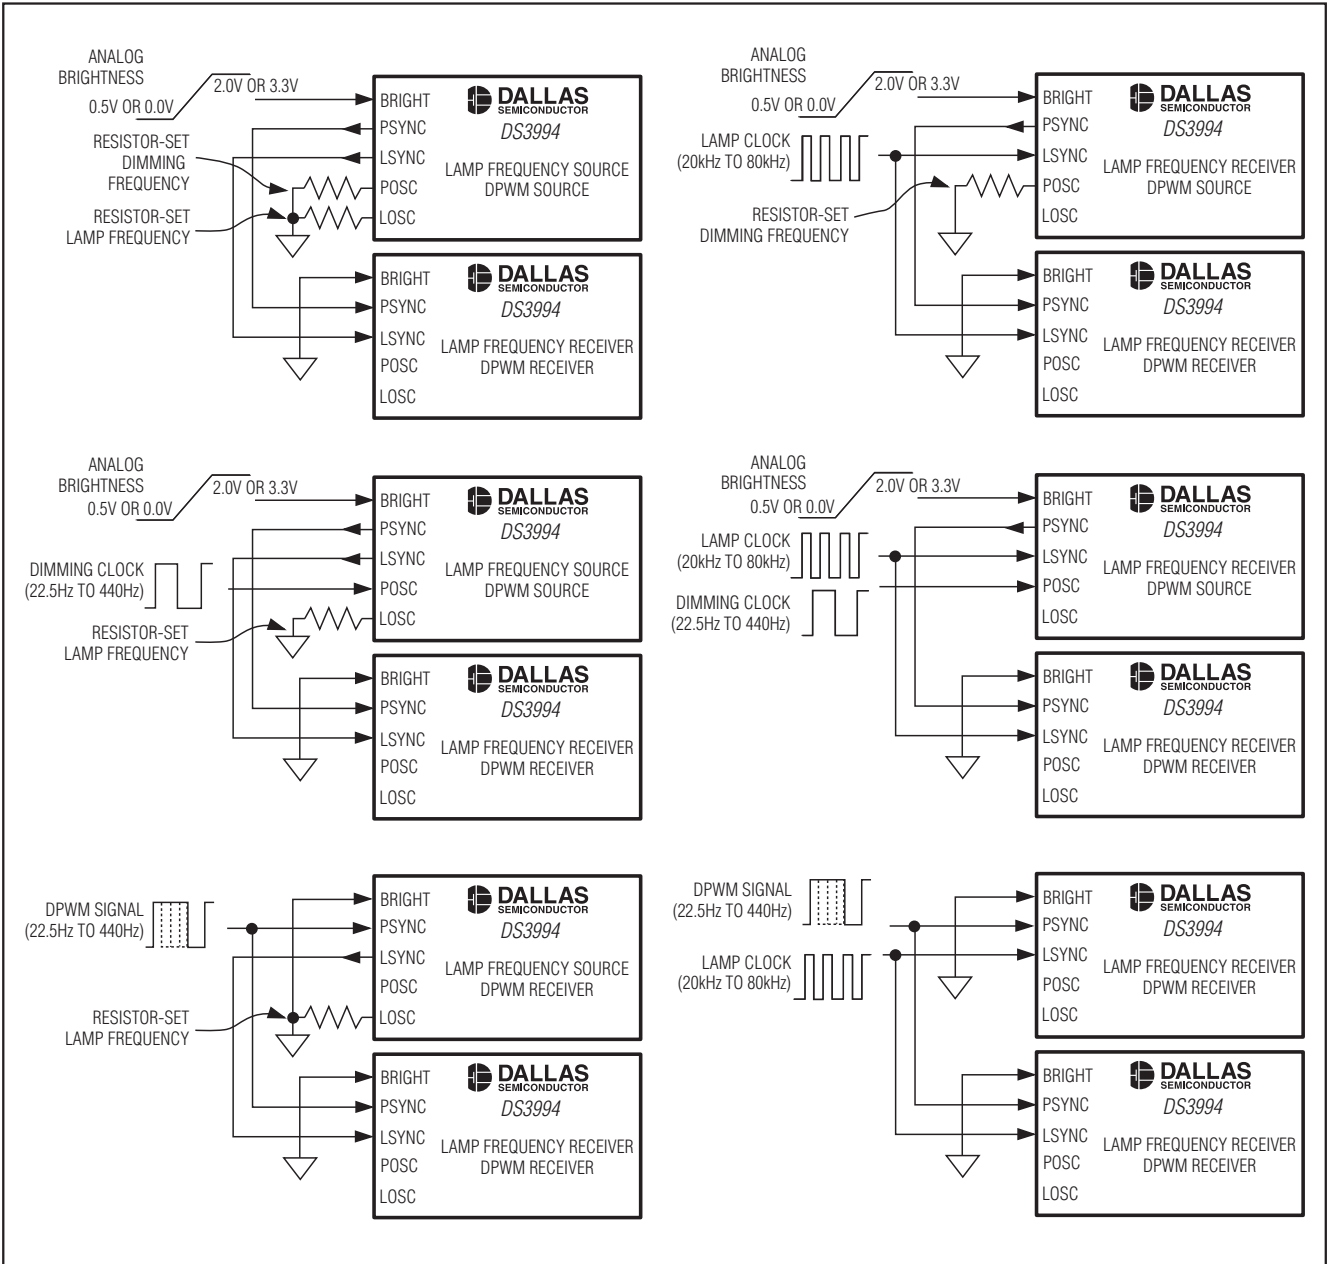 ANALOG
BRIGHTNESS
0.5V OR 0.0V
2.0V OR 3.3V
RESISTOR-SET
DIMMING
FREQUENCY
RESISTOR-SET
LAMP FREQUENCY
BRIGHT
PSYNC
LSYNC
POSC
LOSC
DALLAS
SEMICONDUCTOR
DS3994
LAMP FREQUENCY SOURCE
DPWM SOURCE
BRIGHT
PSYNC
LSYNC
POSC
LOSC
DALLAS
SEMICONDUCTOR
DS3994
LAMP FREQUENCY RECEIVER
DPWM RECEIVER
ANALOG
BRIGHTNESS
0.5V OR 0.0V
2.0V OR 3.3V
LAMP CLOCK
(20kHz TO 80kHz)
RESISTOR-SET
DIMMING FREQUENCY
BRIGHT
PSYNC
LSYNC
POSC
LOSC
DALLAS
SEMICONDUCTOR
DS3994
LAMP FREQUENCY RECEIVER
DPWM SOURCE
BRIGHT
PSYNC
LSYNC
POSC
LOSC
DALLAS
SEMICONDUCTOR
DS3994
LAMP FREQUENCY RECEIVER
DPWM RECEIVER
ANALOG
BRIGHTNESS
0.5V OR 0.0V
2.0V OR 3.3V
DIMMING CLOCK
(22.5Hz TO 440Hz)
RESISTOR-SET
LAMP FREQUENCY
BRIGHT
PSYNC
LSYNC
POSC
LOSC
DALLAS
SEMICONDUCTOR
DS3994
LAMP FREQUENCY SOURCE
DPWM SOURCE
BRIGHT
PSYNC
LSYNC
POSC
LOSC
DALLAS
SEMICONDUCTOR
DS3994
LAMP FREQUENCY RECEIVER
DPWM RECEIVER
ANALOG
BRIGHTNESS
0.5V OR 0.0V
2.0V OR 3.3V
LAMP CLOCK
(20kHz TO 80kHz)
DIMMING CLOCK
(22.5Hz TO 440Hz)
BRIGHT
PSYNC
LSYNC
POSC
LOSC
DALLAS
SEMICONDUCTOR
DS3994
LAMP FREQUENCY RECEIVER
DPWM SOURCE
BRIGHT
PSYNC
LSYNC
POSC
LOSC
DALLAS
SEMICONDUCTOR
DS3994
LAMP FREQUENCY RECEIVER
DPWM RECEIVER
DPWM SIGNAL
(22.5Hz TO 440Hz)
RESISTOR-SET
LAMP FREQUENCY
BRIGHT
PSYNC
LSYNC
POSC
LOSC
DALLAS
SEMICONDUCTOR
DS3994
LAMP FREQUENCY SOURCE
DPWM RECEIVER
BRIGHT
PSYNC
LSYNC
POSC
LOSC
DALLAS
SEMICONDUCTOR
DS3994
LAMP FREQUENCY RECEIVER
DPWM RECEIVER
DPWM SIGNAL
(22.5Hz TO 440Hz)
LAMP CLOCK
(20kHz TO 80kHz)
BRIGHT
PSYNC
LSYNC
POSC
LOSC
DALLAS
SEMICONDUCTOR
DS3994
LAMP FREQUENCY RECEIVER
DPWM RECEIVER
BRIGHT
PSYNC
LSYNC
POSC
LOSC
DALLAS
SEMICONDUCTOR
DS3994
LAMP FREQUENCY RECEIVER
DPWM RECEIVER